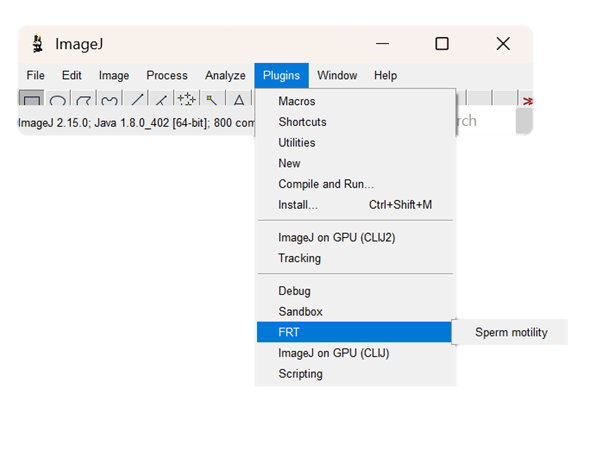 ImageJ
File Edit Image Process Analyze Plugins Window Help
ImageJ 2.15.0; Java 1.8.0_402 [64-bit]; 800 com
Macros
Shortcuts
Utilities
New
Compile and Run...
Install... Ctrl+Shift+M
ImageJ on GPU (CLIJ2)
Tracking
Debug
Sandbox
FRT Sperm motility
ImageJ on GPU (CLIJ)
Scripting